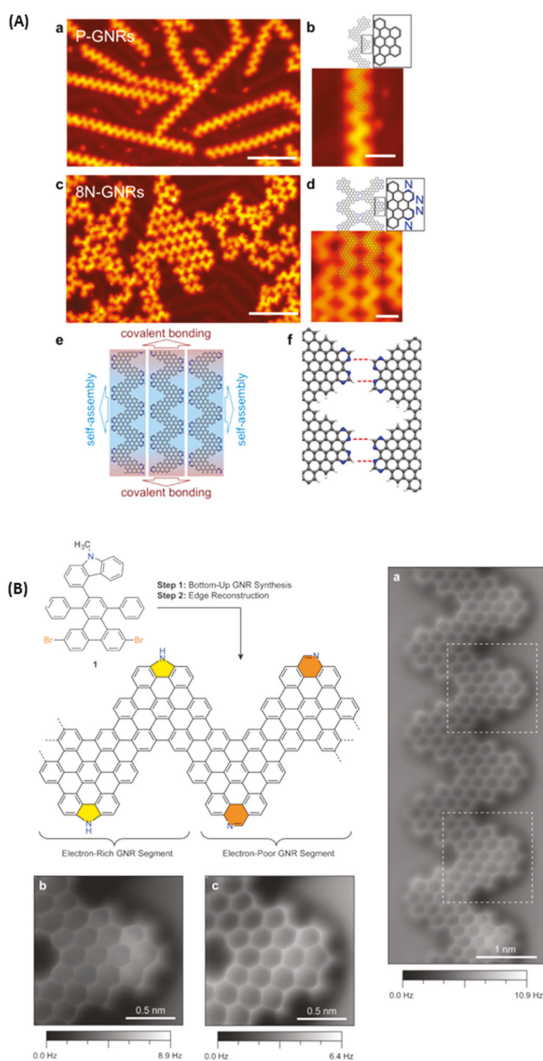 (A)
a
P-GNRs
b
c
8N-GNRs
d
N
N
N
N
e
covalent bonding
self-assembly
self-assembly
covalent bonding
f
(B)
H₃C
N
Step 1: Bottom-Up GNR Synthesis
Step 2: Edge Reconstruction
Br
Br
1
H
N
N
N
H
N
Electron-Rich GNR Segment
Electron-Poor GNR Segment
a
1 nm
0.0 Hz
10.9 Hz
b
0.5 nm
0.0 Hz
8.9 Hz
c
0.5 nm
0.0 Hz
6.4 Hz